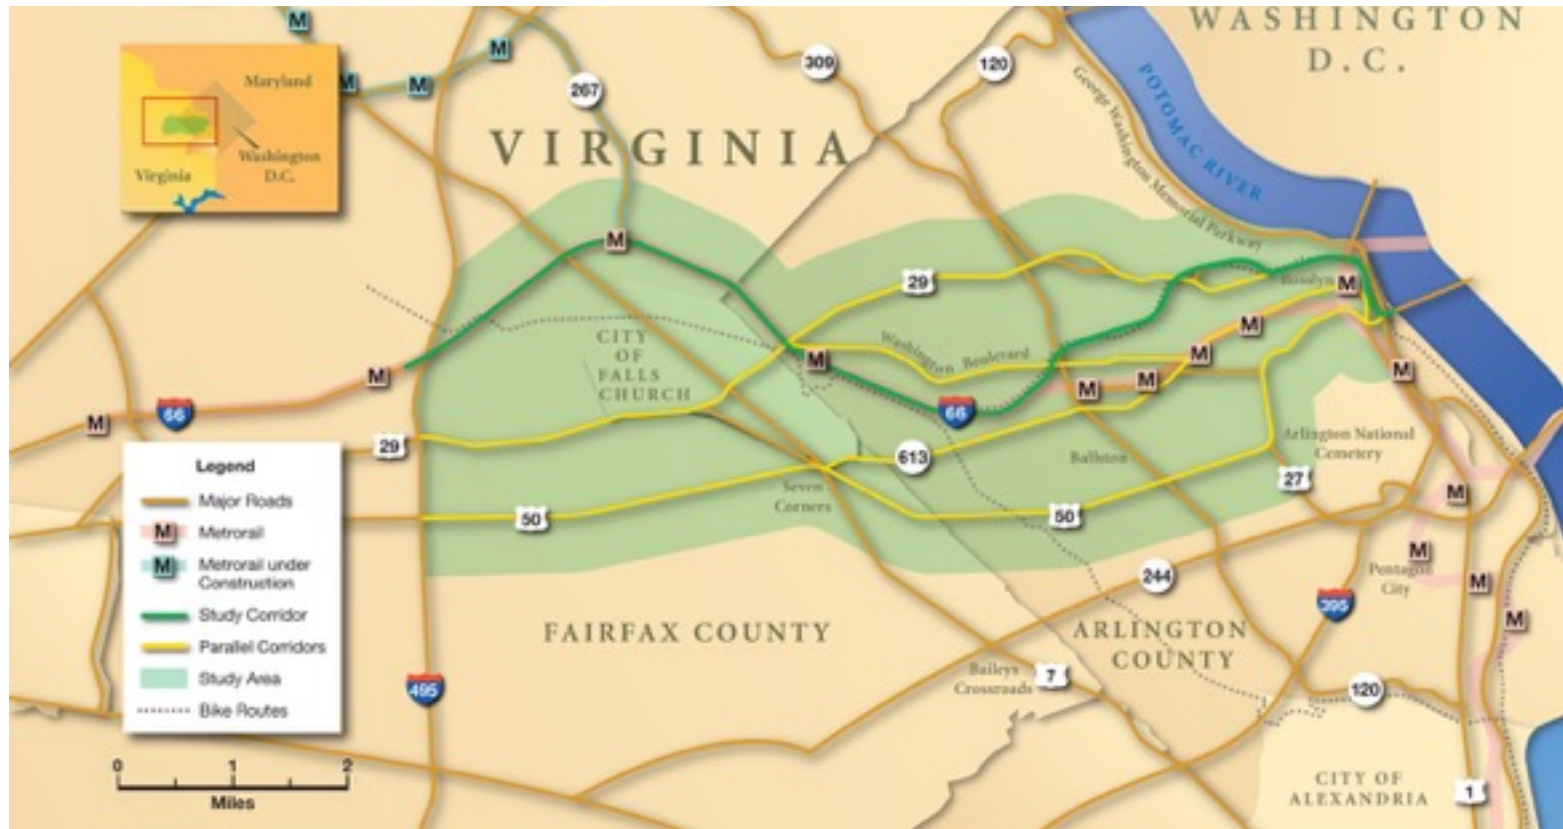 WASHINGTON
D.C.
M
M
M
M
309
120
267
George Washington Memorial Parkway
POTOMAC RIVER
VIRGINIA
Maryland
Washington
D.C.
Virginia
M
29
Rosslyn
M
M
CITY
OF
FALLS
CHURCH
Washington Boulevard
M
M
M
M
M
M
M
66
66
M
29
613
Ballston
Arlington National
Cemetery
27
Seven
Corners
50
50
M
M
244
Pentagon
City
M
M
395
FAIRFAX COUNTY
ARLINGTON
COUNTY
Baileys
Crossroads
7
495
120
CITY OF
ALEXANDRIA
1
Legend
Major Roads
M Metrorail
M Metrorail under
Construction
Study Corridor
Parallel Corridors
Study Area
Bike Routes
0 1 2
Miles